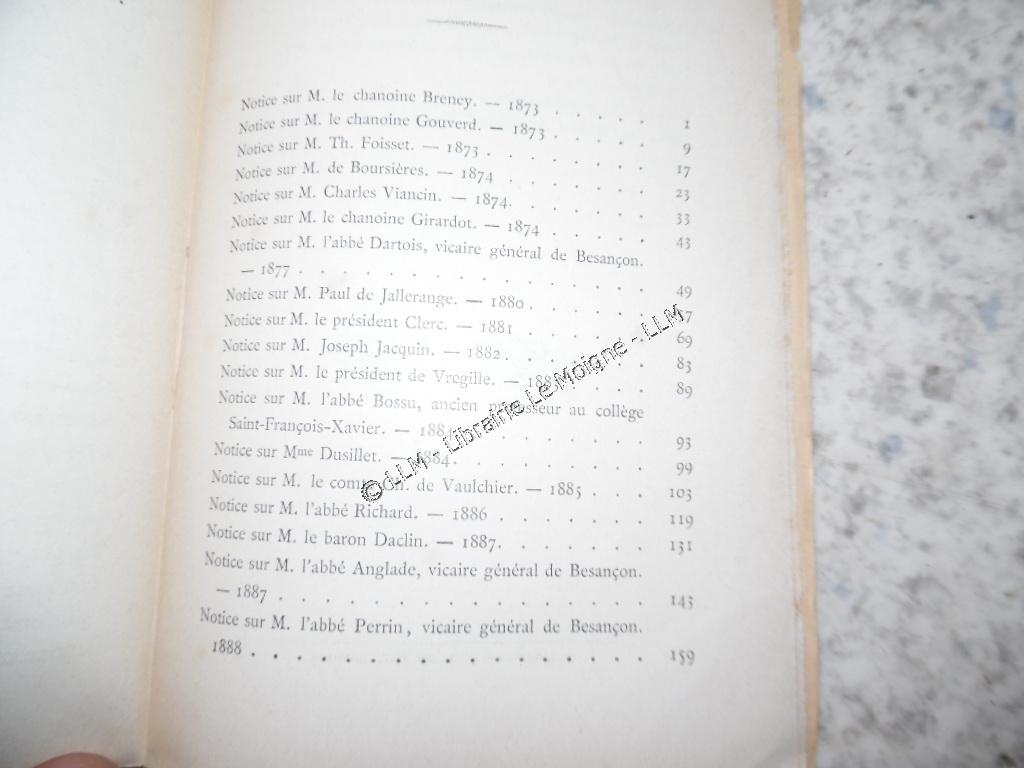 Notice sur M. le chanoine Breney. — 1873 . . . . . 1
Notice sur M. le chanoine Gouverd. — 1873 . . . . . 9
Notice sur M. Th. Foisset. — 1873 . . . . . . . 17
Notice sur M. de Boursières. — 1874 . . . . . . 23
Notice sur M. Charles Viancin. — 1874. . . . . . 33
Notice sur M. le chanoine Girardot. — 1874 . . . . . 43
Notice sur M. l'abbé Dartois, vicaire général de Besançon.
— 1877 . . . . . . . . . . . . . . . 49
Notice sur M. Paul de Jallerange. — 1880 . . . . .
Notice sur M. le président Clerc. — 1881 . . . . . 69
Notice sur M. Joseph Jacquin. — 1882 . . . . . . 83
Notice sur M. le président de Vregille. — . . . . 89
Notice sur M. l'abbé Bossu, ancien au collège
Saint-François-Xavier. — 1884 . . . . . . . . 93
Notice sur Mme Dusillet. — 1884. . . . . . . . 99
Notice sur M. le de Vaulchier. — 1885 . . . 103
Notice sur M. l'abbé Richard. — 1886 . . . . . . 119
Notice sur M. le baron Daclin. — 1887. . . . . . 131
Notice sur M. l'abbé Anglade, vicaire général de Besançon.
— 1887 . . . . . . . . . . . . . . . 143
Notice sur M. l'abbé Perrin, vicaire général de Besançon.
1888 . . . . . . . . . . . . . . . . . 159
© LLM - Librairie Le Moigne - LLM